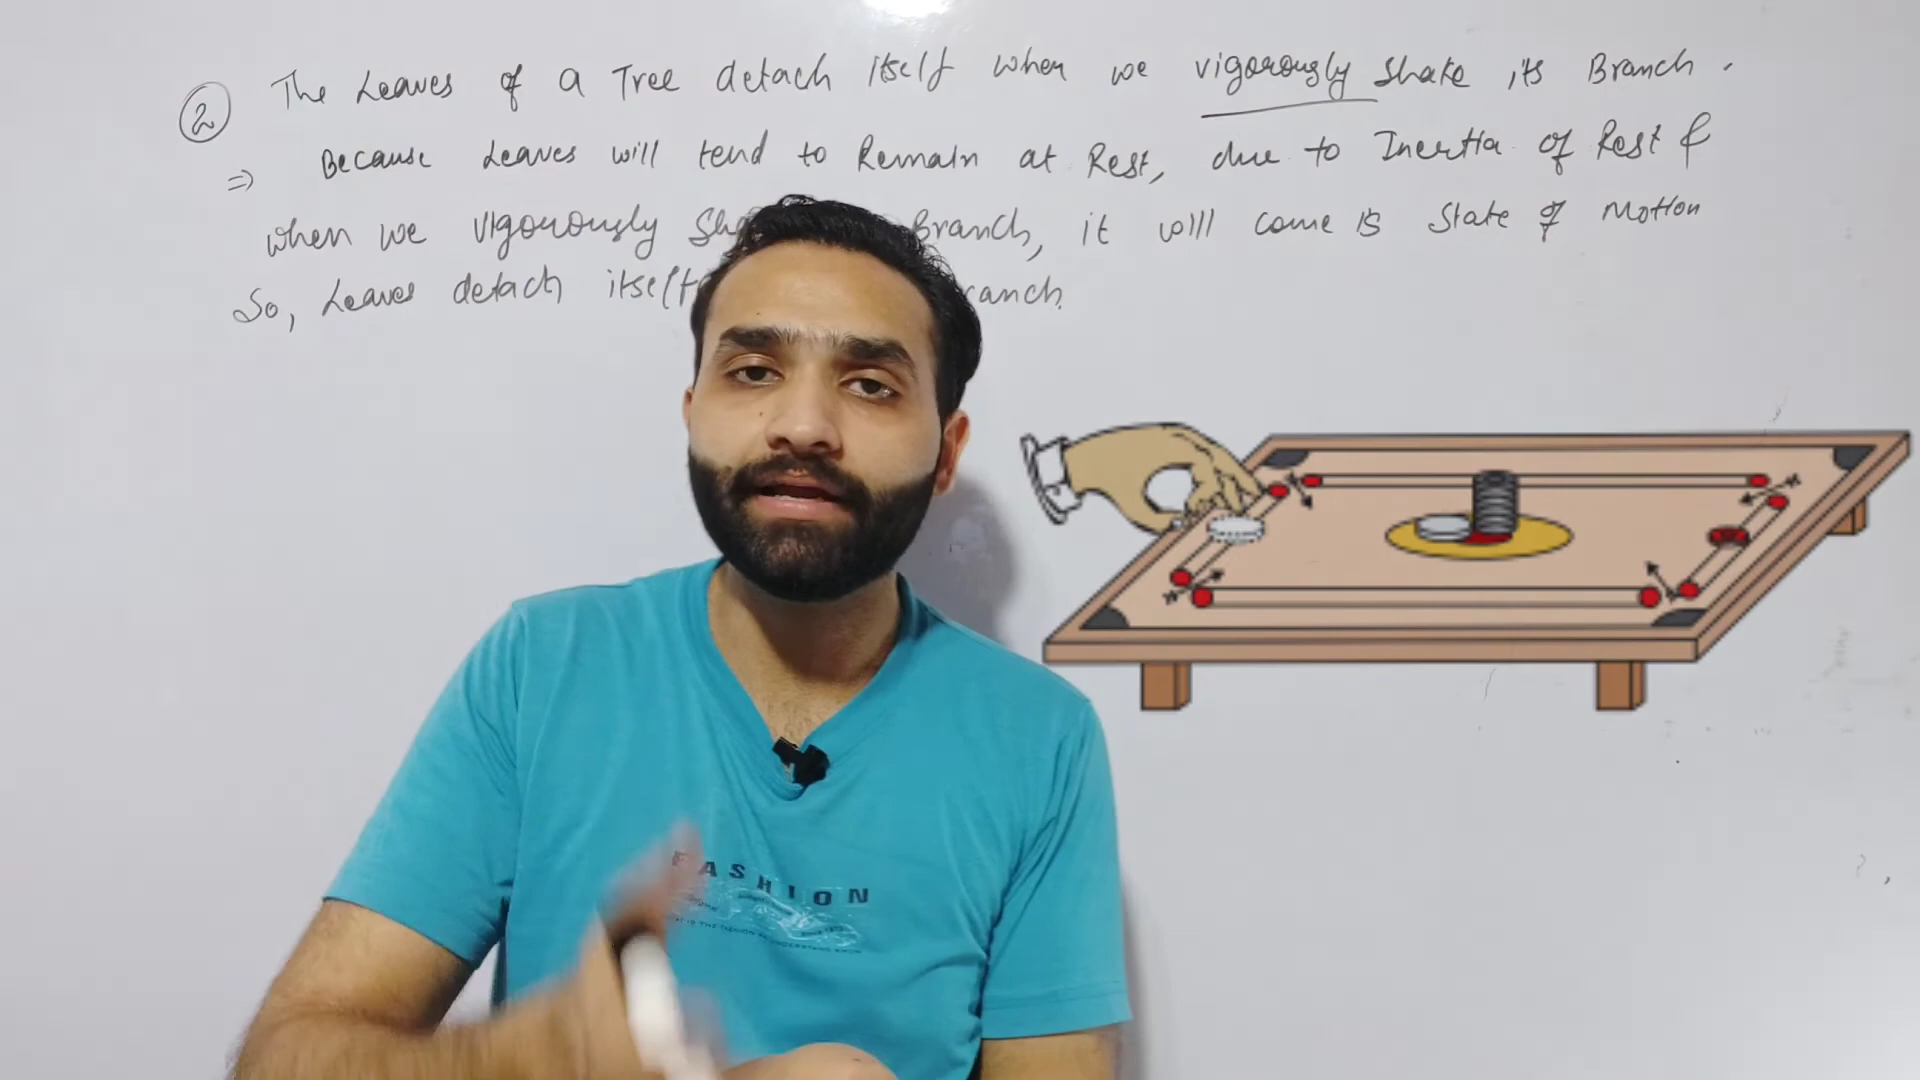 ② The Leaves of a Tree detach itself when we vigorously shake its Branch.
⇒ Because Leaves will tend to Remain at Rest, due to Inertia of Rest &
when we vigorously Branch, it will come is State of Motion
So, Leaves detach itself
FASHION